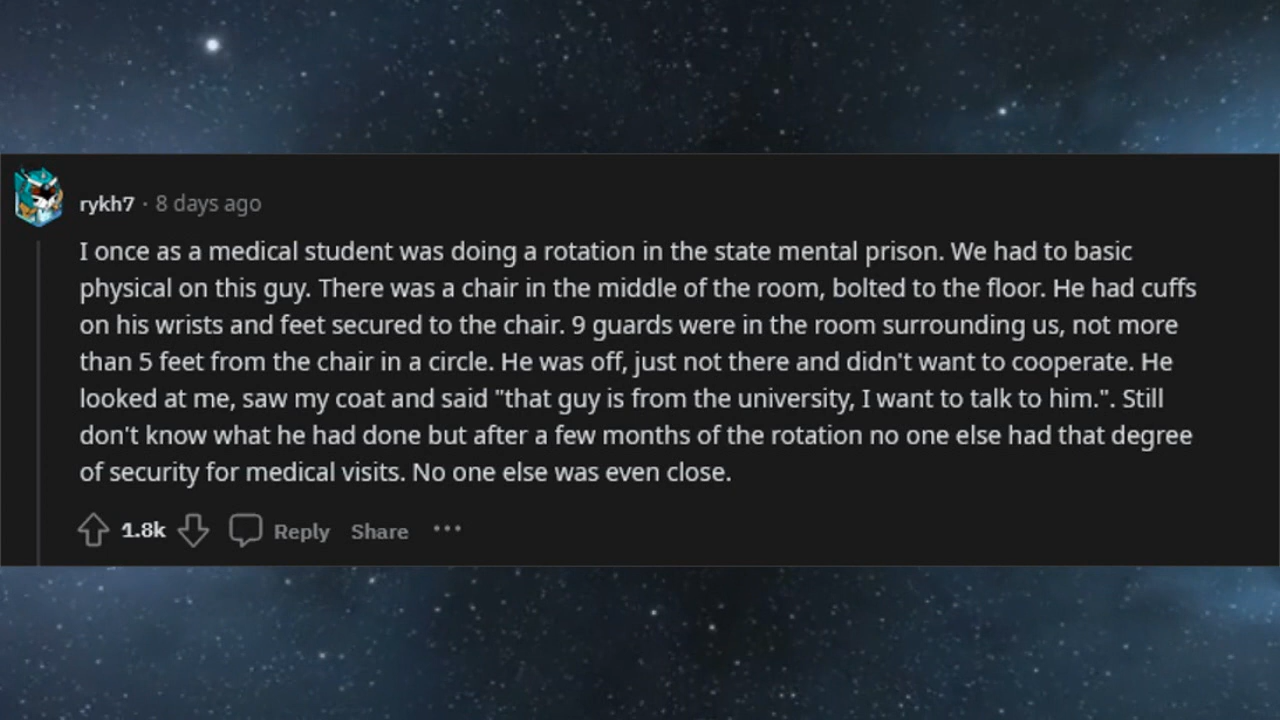 rykh7 · 8 days ago
I once as a medical student was doing a rotation in the state mental prison. We had to basic
physical on this guy. There was a chair in the middle of the room, bolted to the floor. He had cuffs
on his wrists and feet secured to the chair. 9 guards were in the room surrounding us, not more
than 5 feet from the chair in a circle. He was off, just not there and didn't want to cooperate. He
looked at me, saw my coat and said "that guy is from the university, I want to talk to him.". Still
don't know what he had done but after a few months of the rotation no one else had that degree
of security for medical visits. No one else was even close.
1.8k Reply Share ···